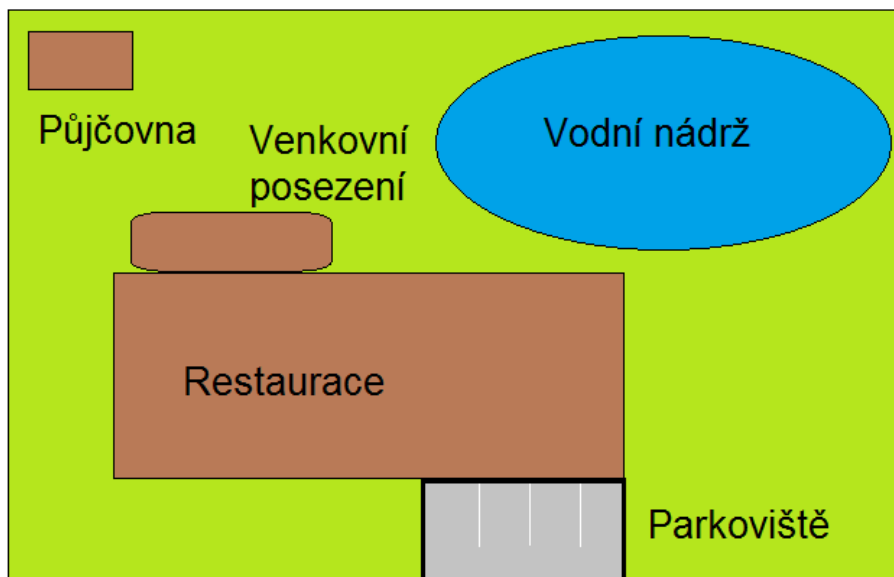 Půjčovna
Venkovní
posezení
Vodní nádrž
Restaurace
Parkoviště